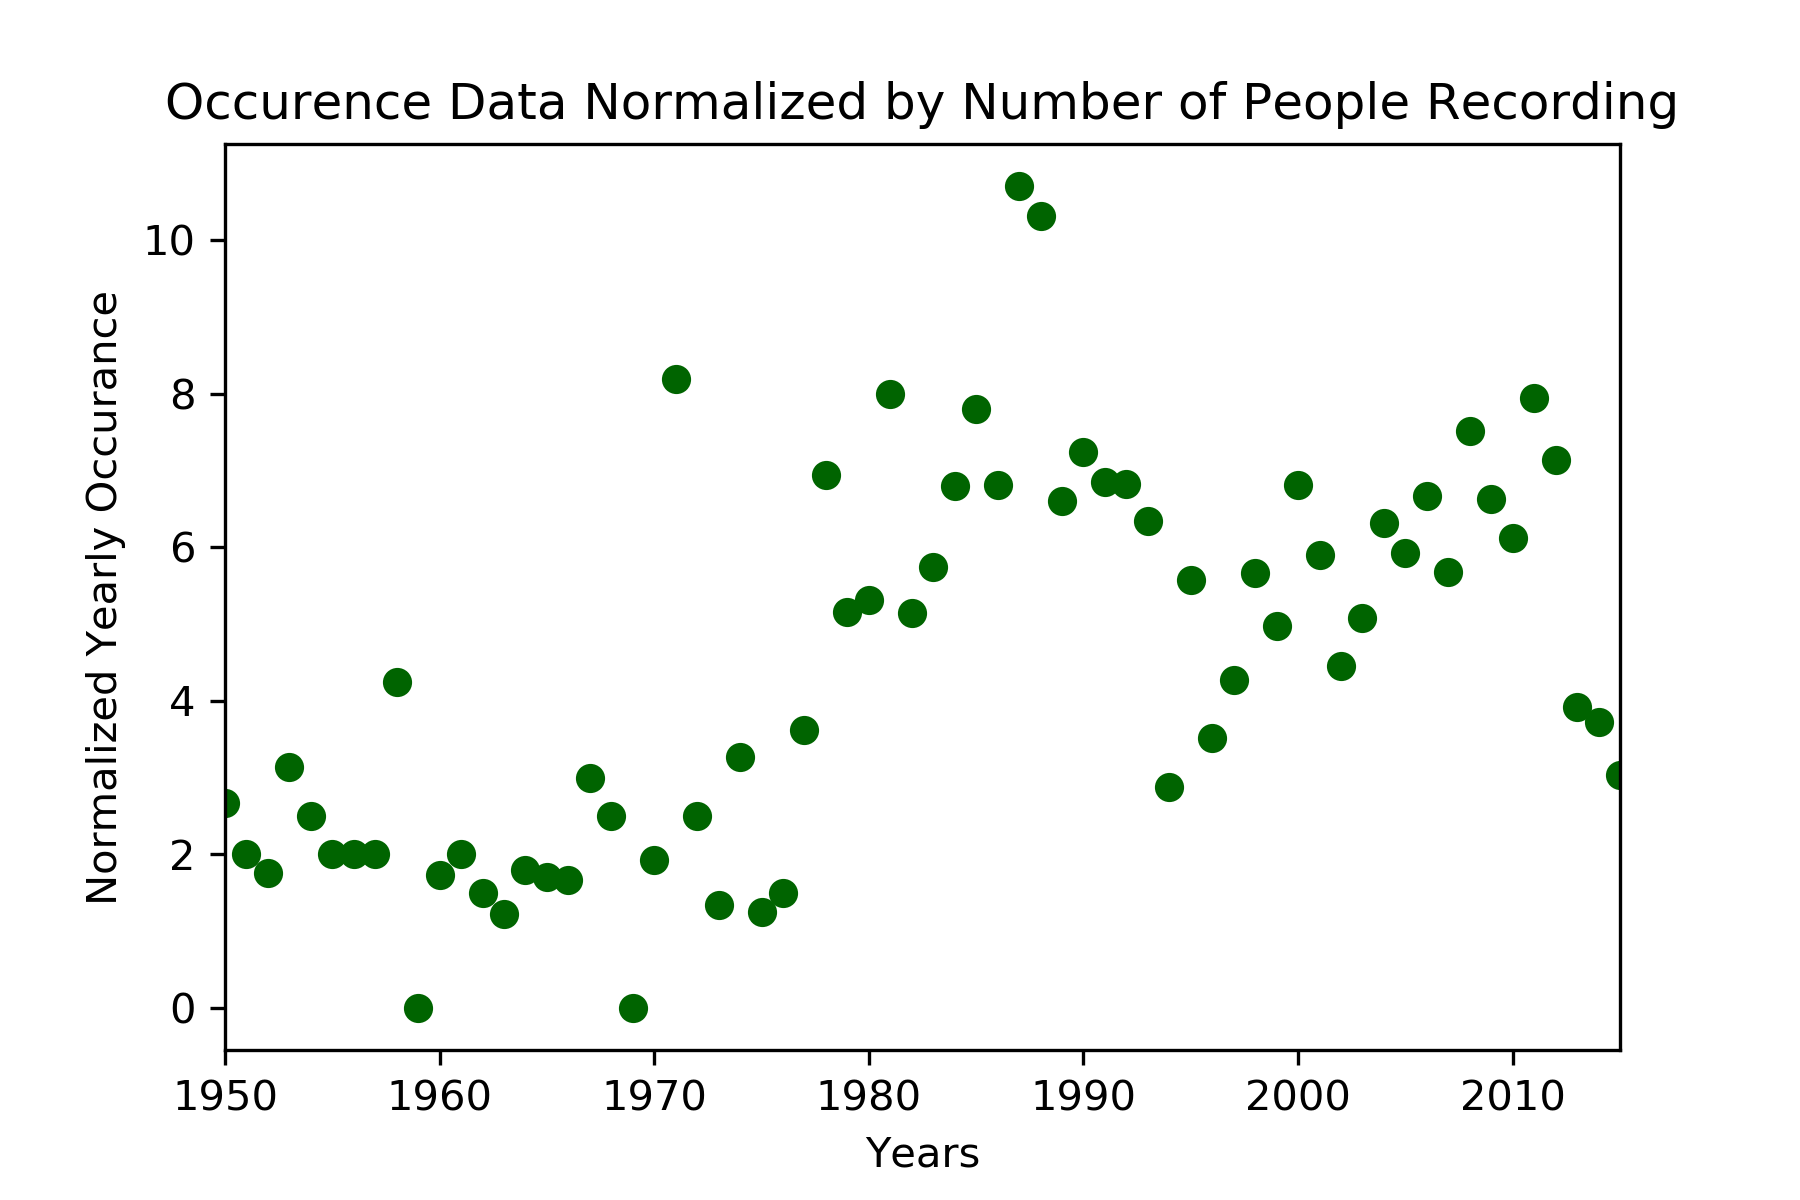 Occurence Data Normalized by Number of People Recording
Normalized Yearly Occurance
10
8
6
4
2
0
1950 1960 1970 1980 1990 2000 2010
Years